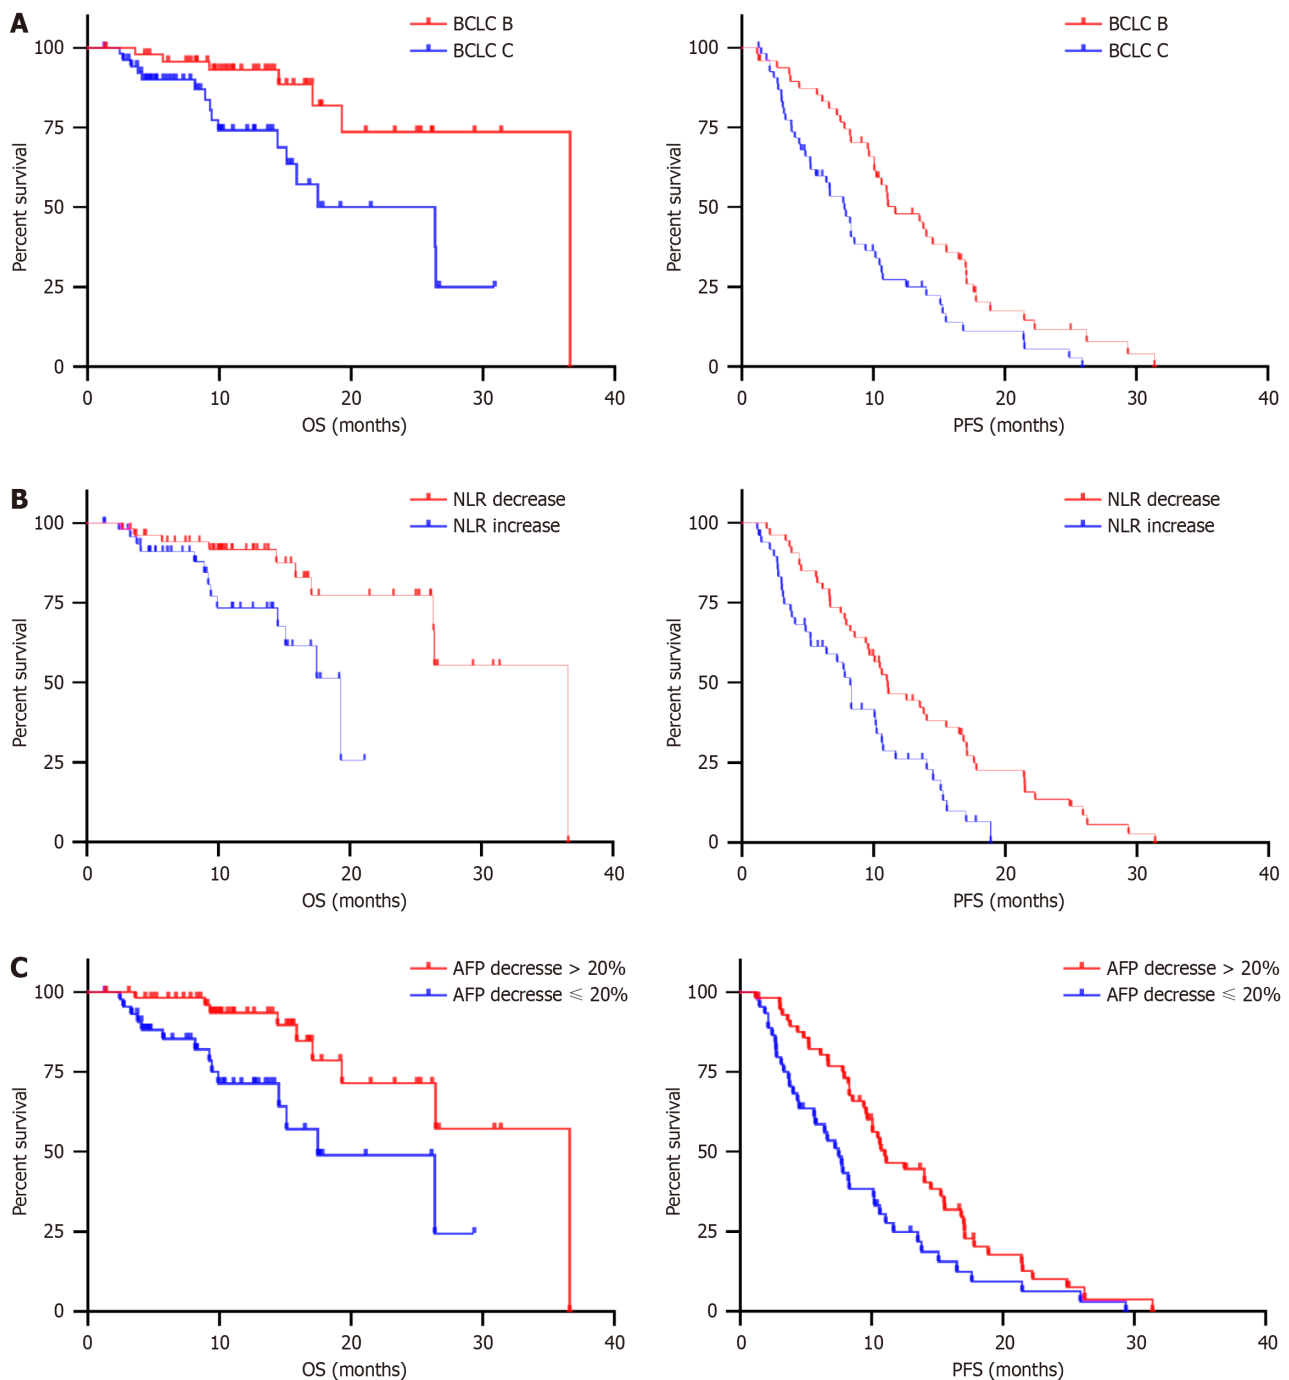 A
BCLC B
BCLC C
100
75
50
25
0
Percent survival
0 10 20 30 40
OS (months)
BCLC B
BCLC C
100
75
50
25
0
Percent survival
0 10 20 30 40
PFS (months)
B
NLR decrease
NLR increase
100
75
50
25
0
Percent survival
0 10 20 30 40
OS (months)
NLR decrease
NLR increase
100
75
50
25
0
Percent survival
0 10 20 30 40
PFS (months)
C
AFP decresse > 20%
AFP decresse ⩽ 20%
100
75
50
25
0
Percent survival
0 10 20 30 40
OS (months)
AFP decresse > 20%
AFP decresse ⩽ 20%
100
75
50
25
0
Percent survival
0 10 20 30 40
PFS (months)